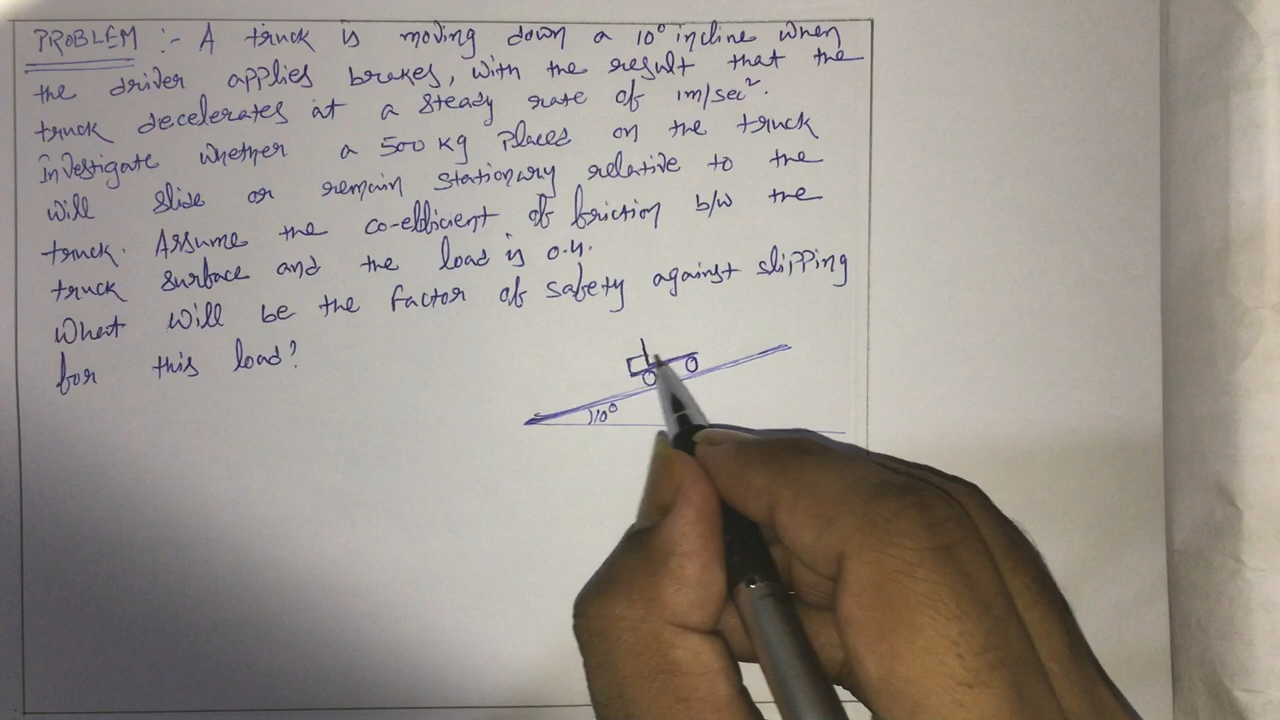 PROBLEM :- A truck is moving down a 10° incline when
the driver applies brakes, with the result that the
truck decelerates at a steady rate of 1m/sec².
Investigate whether a 500 kg places on the truck
will slide or remain stationary relative to the
truck. Assume the co-efficient of friction b/w the
truck surface and the load is 0.4.
What will be the factor of safety against slipping
for this load?
10°